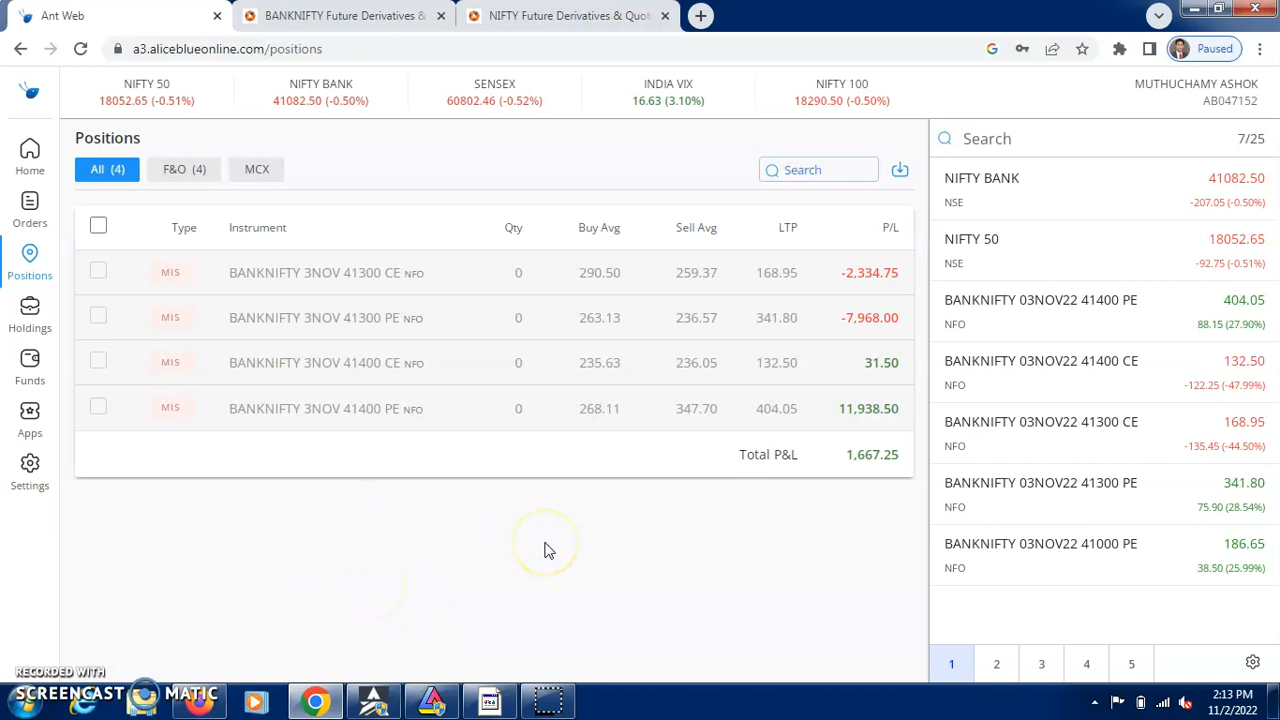 Ant Web
BANKNIFTY Future Derivatives &
NIFTY Future Derivatives & Quot
a3.aliceblueonline.com/positions
Paused
NIFTY 50
18052.65 (-0.51%)
NIFTY BANK
41082.50 (-0.50%)
SENSEX
60802.46 (-0.52%)
INDIA VIX
16.63 (3.10%)
NIFTY 100
18290.50 (-0.50%)
MUTHUCHAMY ASHOK
AB047152
Home
Orders
Positions
Holdings
Funds
Apps
Settings
Positions
All (4)
F&O (4)
MCX
Search
Type Instrument Qty Buy Avg Sell Avg LTP P/L
MIS BANKNIFTY 3NOV 41300 CE NFO 0 290.50 259.37 168.95 -2,334.75
MIS BANKNIFTY 3NOV 41300 PE NFO 0 263.13 236.57 341.80 -7,968.00
MIS BANKNIFTY 3NOV 41400 CE NFO 0 235.63 236.05 132.50 31.50
MIS BANKNIFTY 3NOV 41400 PE NFO 0 268.11 347.70 404.05 11,938.50
Total P&L 1,667.25
Search 7/25
NIFTY BANK 41082.50
NSE -207.05 (-0.50%)
NIFTY 50 18052.65
NSE -92.75 (-0.51%)
BANKNIFTY 03NOV22 41400 PE 404.05
NFO 88.15 (27.90%)
BANKNIFTY 03NOV22 41400 CE 132.50
NFO -122.25 (-47.99%)
BANKNIFTY 03NOV22 41300 CE 168.95
NFO -135.45 (-44.50%)
BANKNIFTY 03NOV22 41300 PE 341.80
NFO 75.90 (28.54%)
BANKNIFTY 03NOV22 41000 PE 186.65
NFO 38.50 (25.99%)
1 2 3 4 5
RECORDED WITH
SCREENCAST MATIC
2:13 PM
11/2/2022